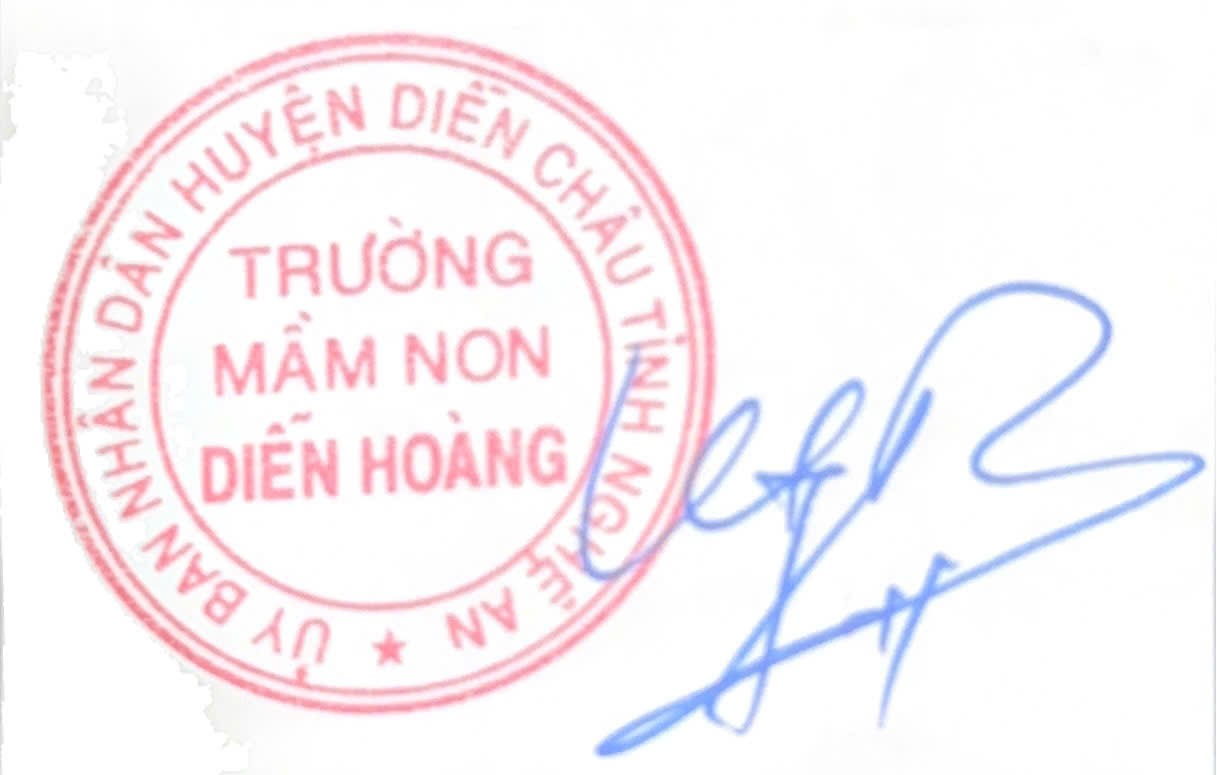 ỦY BAN NHÂN DÂN HUYỆN DIỄN CHÂU TỈNH NGHỆ AN
TRƯỜNG
MẦM NON
DIỄN HOÀNG